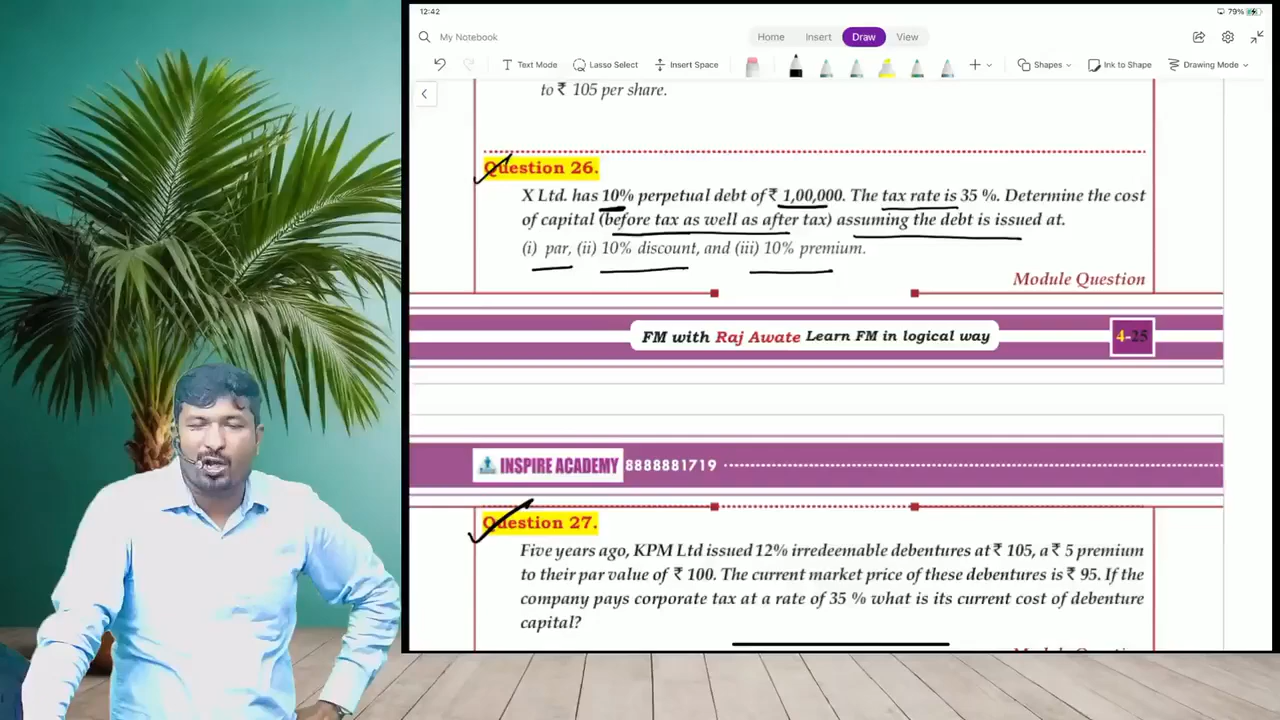 12:42
79%
My Notebook
Home Insert Draw View
Text Mode Lasso Select Insert Space Shapes Ink to Shape Drawing Mode
to ₹ 105 per share.
Question 26.
X Ltd. has 10% perpetual debt of ₹ 1,00,000. The tax rate is 35 %. Determine the cost
of capital (before tax as well as after tax) assuming the debt is issued at.
(i) par, (ii) 10% discount, and (iii) 10% premium.
Module Question
FM with Raj Awate Learn FM in logical way
4-25
INSPIRE ACADEMY 8888881719
Question 27.
Five years ago, KPM Ltd issued 12% irredeemable debentures at ₹ 105, a ₹ 5 premium
to their par value of ₹ 100. The current market price of these debentures is ₹ 95. If the
company pays corporate tax at a rate of 35 % what is its current cost of debenture
capital?